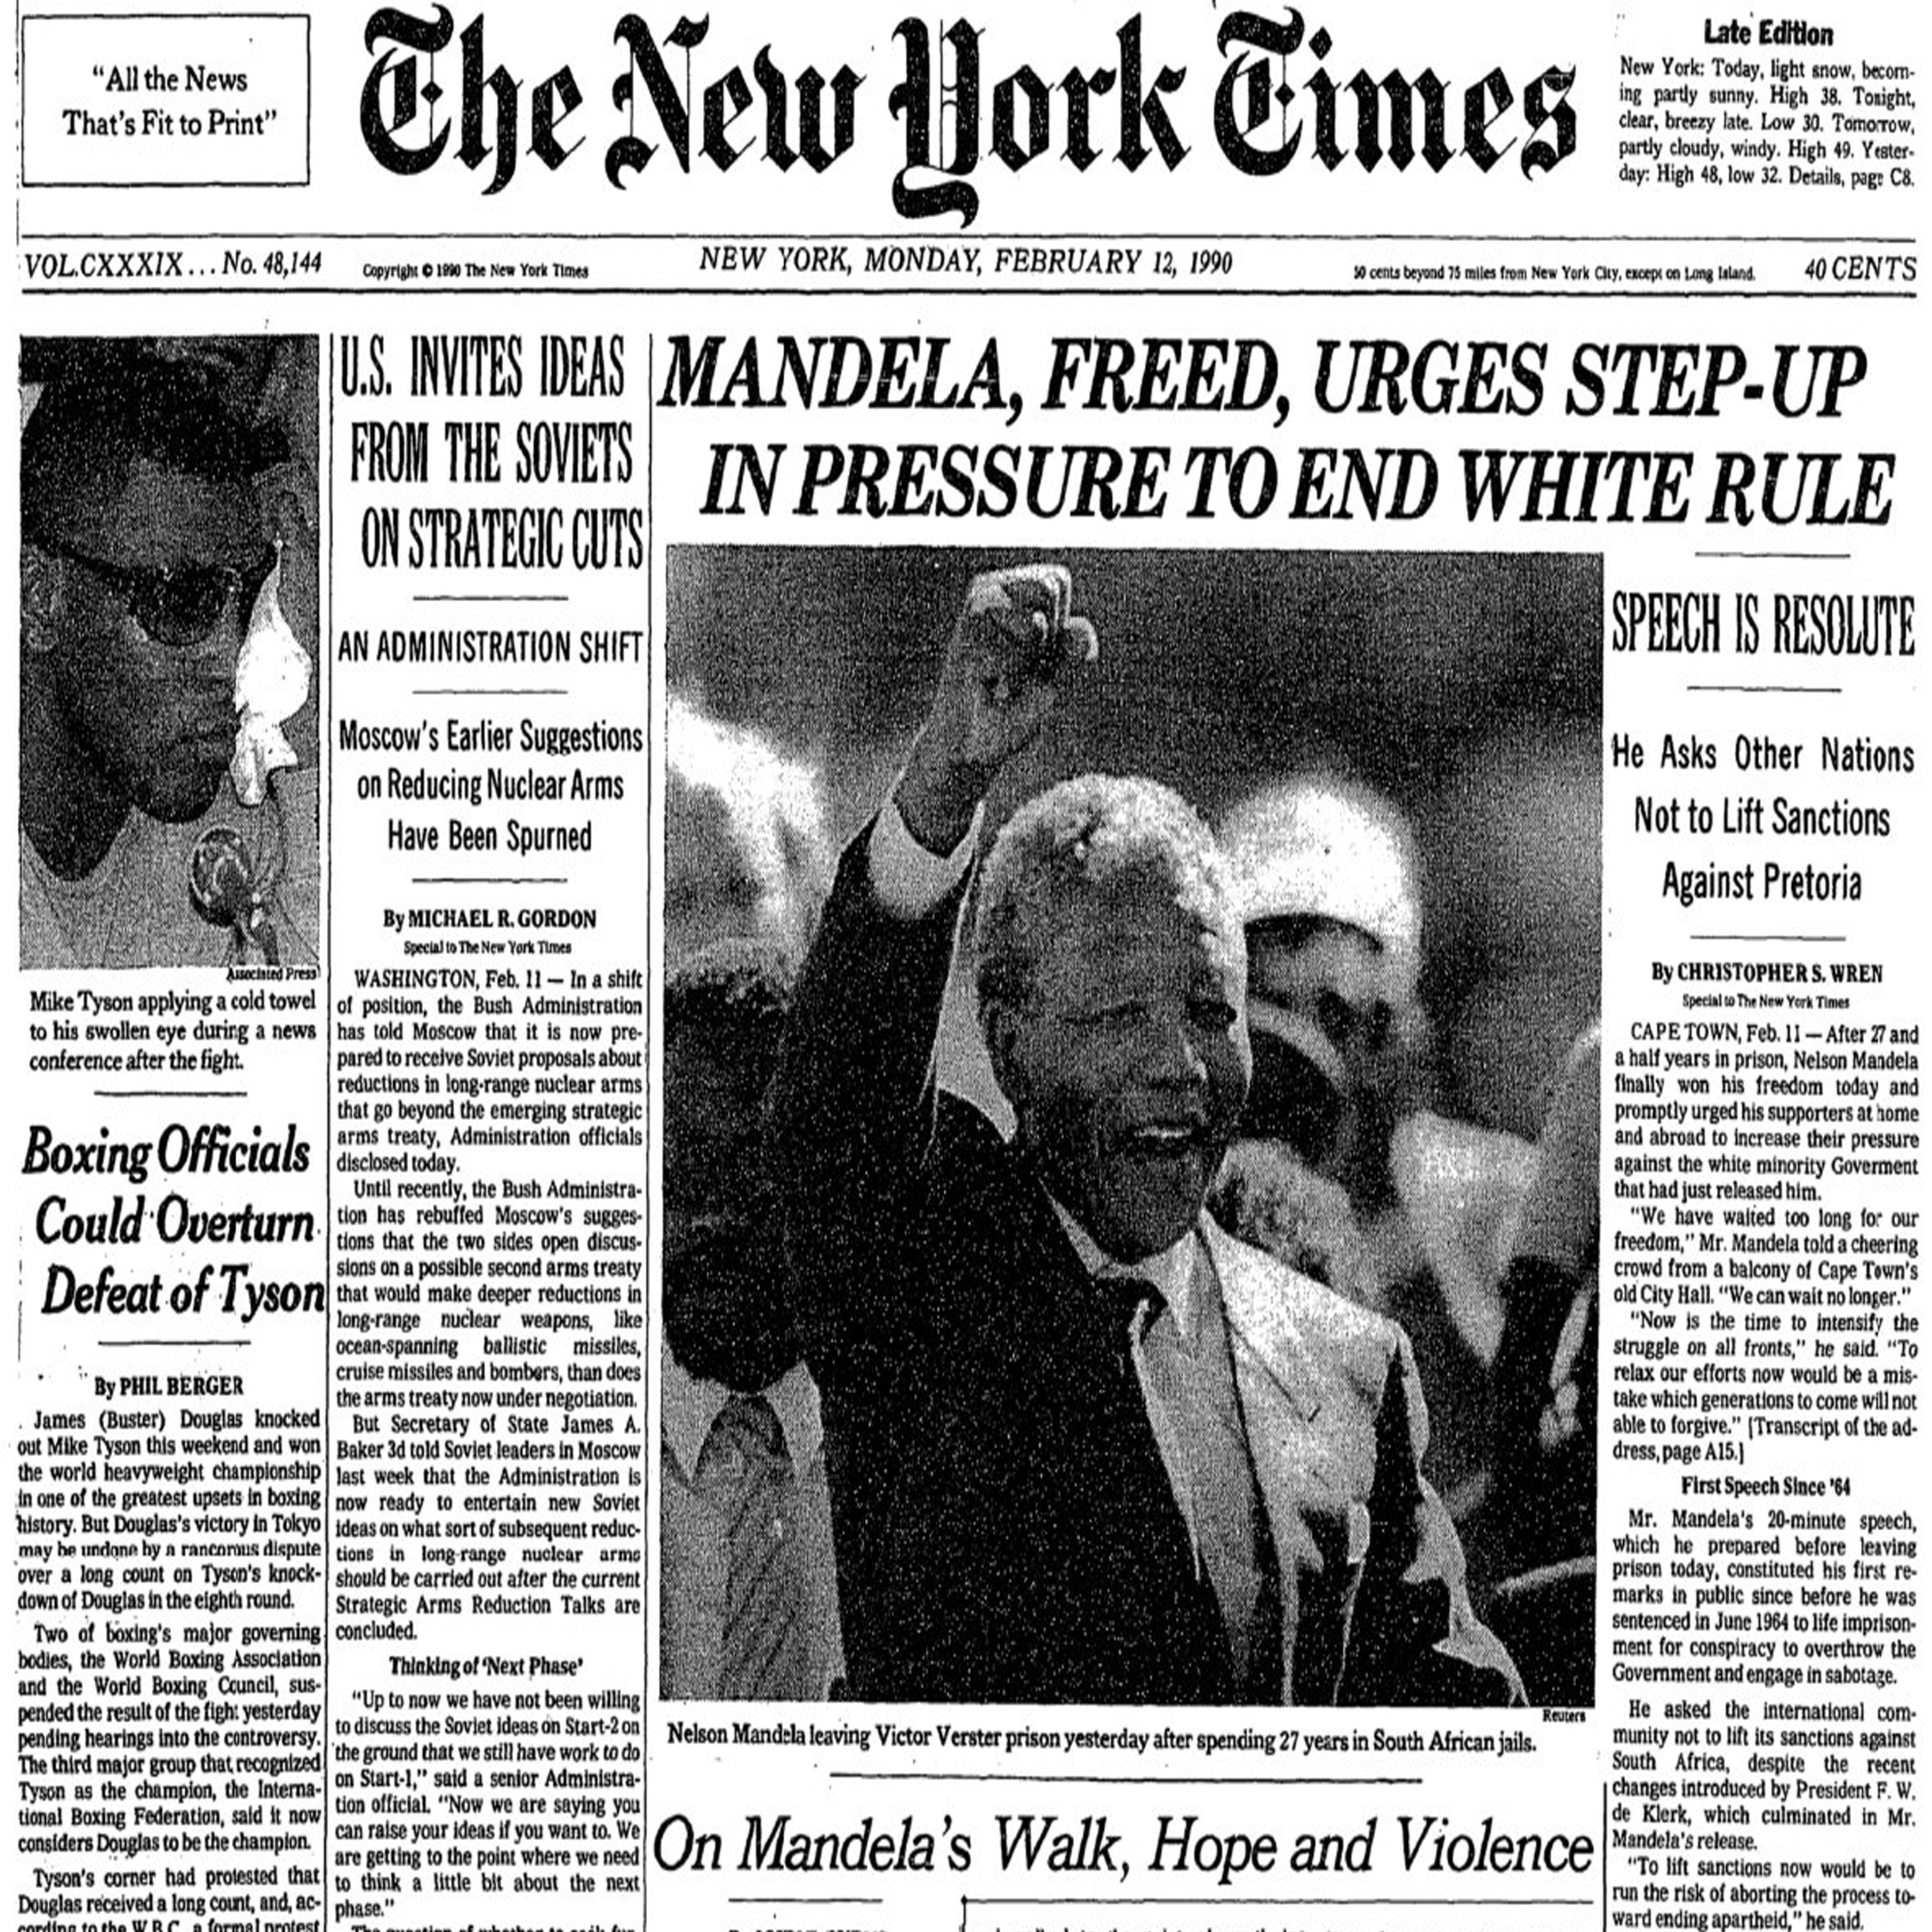 "All the News
That's Fit to Print"
The New York Times
Late Edition
New York: Today, light snow, becom-
ing partly sunny. High 38. Tonight,
clear, breezy late. Low 30. Tomorrow,
partly cloudy, windy. High 49. Yester-
day: High 48, low 32. Details, page C8.
VOL.CXXXIX... No. 48,144
Copyright © 1990 The New York Times
NEW YORK, MONDAY, FEBRUARY 12, 1990
50 cents beyond 75 miles from New York City, except on Long Island.
40 CENTS
Associated Press
Mike Tyson applying a cold towel
to his swollen eye during a news
conference after the fight.
Boxing Officials
Could Overturn
Defeat of Tyson
By PHIL BERGER
James (Buster) Douglas knocked
out Mike Tyson this weekend and won
the world heavyweight championship
in one of the greatest upsets in boxing
history. But Douglas's victory in Tokyo
may be undone by a rancorous dispute
over a long count on Tyson's knock-
down of Douglas in the eighth round.
Two of boxing's major governing
bodies, the World Boxing Association
and the World Boxing Council, sus-
pended the result of the fight yesterday
pending hearings into the controversy.
The third major group that recognized
Tyson as the champion, the Interna-
tional Boxing Federation, said it now
considers Douglas to be the champion.
Tyson's corner had protested that
Douglas received a long count, and, ac-
cording to the W.B.C., a formal protest
U.S. INVITES IDEAS
FROM THE SOVIETS
ON STRATEGIC CUTS
AN ADMINISTRATION SHIFT
Moscow's Earlier Suggestions
on Reducing Nuclear Arms
Have Been Spurned
By MICHAEL R. GORDON
Special to The New York Times
WASHINGTON, Feb. 11 — In a shift
of position, the Bush Administration
has told Moscow that it is now pre-
pared to receive Soviet proposals about
reductions in long-range nuclear arms
that go beyond the emerging strategic
arms treaty, Administration officials
disclosed today.
Until recently, the Bush Administra-
tion has rebuffed Moscow's sugges-
tions that the two sides open discus-
sions on a possible second arms treaty
that would make deeper reductions in
long-range nuclear weapons, like
ocean-spanning ballistic missiles,
cruise missiles and bombers, than does
the arms treaty now under negotiation.
But Secretary of State James A.
Baker 3d told Soviet leaders in Moscow
last week that the Administration is
now ready to entertain new Soviet
ideas on what sort of subsequent reduc-
tions in long-range nuclear arms
should be carried out after the current
Strategic Arms Reduction Talks are
concluded.
Thinking of 'Next Phase'
"Up to now we have not been willing
to discuss the Soviet ideas on Start-2 on
the ground that we still have work to do
on Start-1," said a senior Administra-
tion official. "Now we are saying you
can raise your ideas if you want to. We
are getting to the point where we need
to think a little bit about the next
phase."
MANDELA, FREED, URGES STEP-UP
IN PRESSURE TO END WHITE RULE
Reuters
Nelson Mandela leaving Victor Verster prison yesterday after spending 27 years in South African jails.
On Mandela's Walk, Hope and Violence
SPEECH IS RESOLUTE
He Asks Other Nations
Not to Lift Sanctions
Against Pretoria
By CHRISTOPHER S. WREN
Special to The New York Times
CAPE TOWN, Feb. 11 — After 27 and
a half years in prison, Nelson Mandela
finally won his freedom today and
promptly urged his supporters at home
and abroad to increase their pressure
against the white minority Goverment
that had just released him.
"We have waited too long for our
freedom," Mr. Mandela told a cheering
crowd from a balcony of Cape Town's
old City Hall. "We can wait no longer."
"Now is the time to intensify the
struggle on all fronts," he said. "To
relax our efforts now would be a mis-
take which generations to come will not
able to forgive." [Transcript of the ad-
dress, page A15.]
First Speech Since '64
Mr. Mandela's 20-minute speech,
which he prepared before leaving
prison today, constituted his first re-
marks in public since before he was
sentenced in June 1964 to life imprison-
ment for conspiracy to overthrow the
Government and engage in sabotage.
He asked the international com-
munity not to lift its sanctions against
South Africa, despite the recent
changes introduced by President F. W.
de Klerk, which culminated in Mr.
Mandela's release.
"To lift sanctions now would be to
run the risk of aborting the process to-
ward ending apartheid," he said.